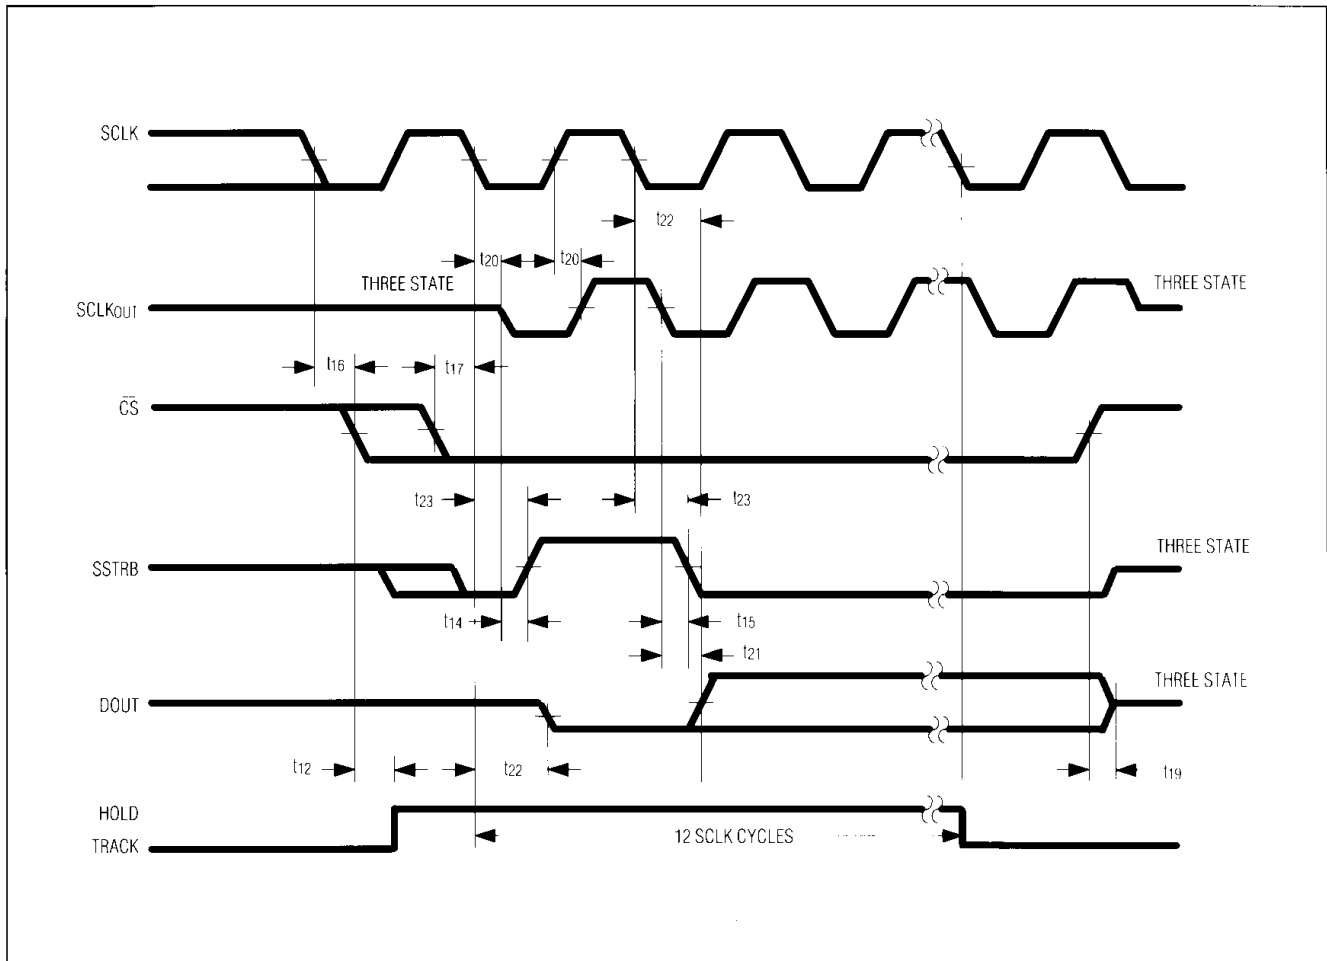 SCLK
t22
t20
t20
THREE STATE
THREE STATE
SCLKOUT
t16
t17
CS
t23
t23
THREE STATE
SSTRB
t14
t15
t21
THREE STATE
DOUT
t12
t22
t19
HOLD
12 SCLK CYCLES
TRACK